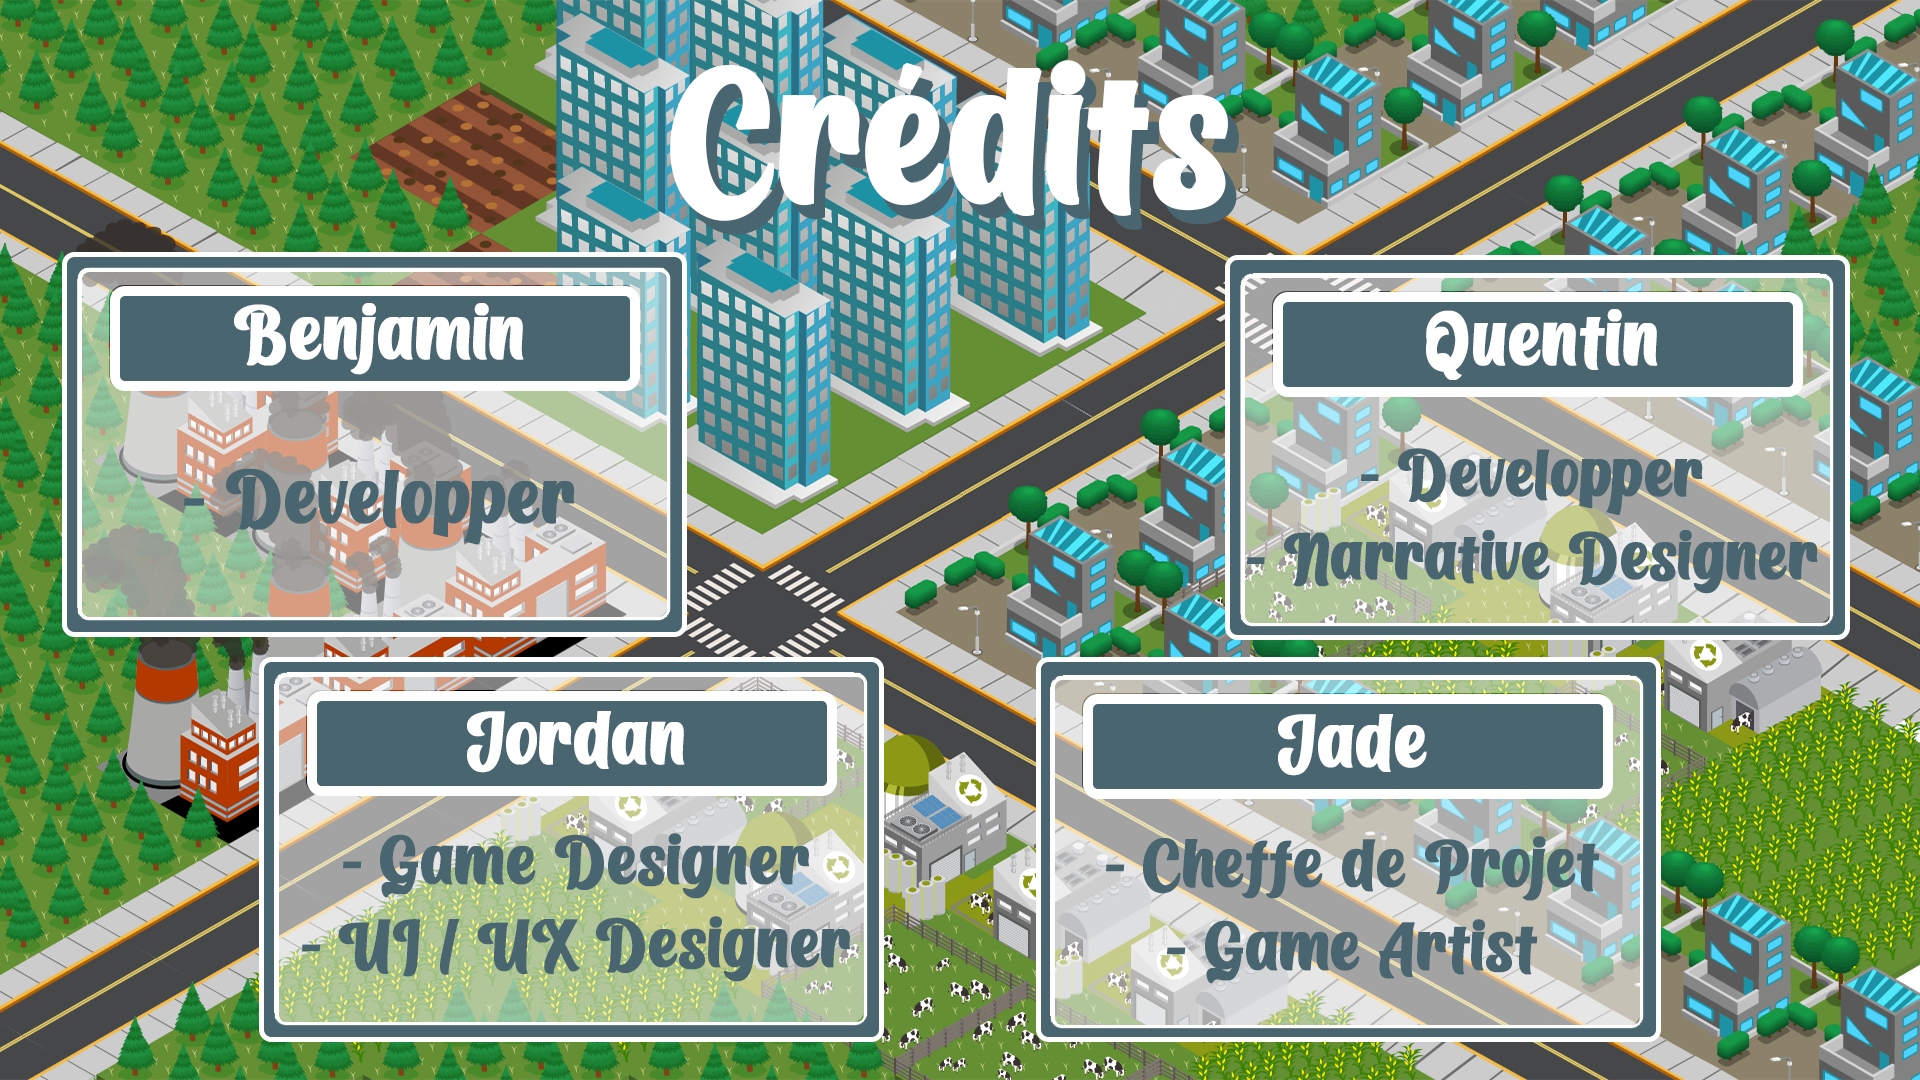 Crédits
Benjamin
- Developper
Quentin
- Developper
- Narrative Designer
Jordan
- Game Designer
- UI / UX Designer
Jade
- Cheffe de Projet
- Game Artist